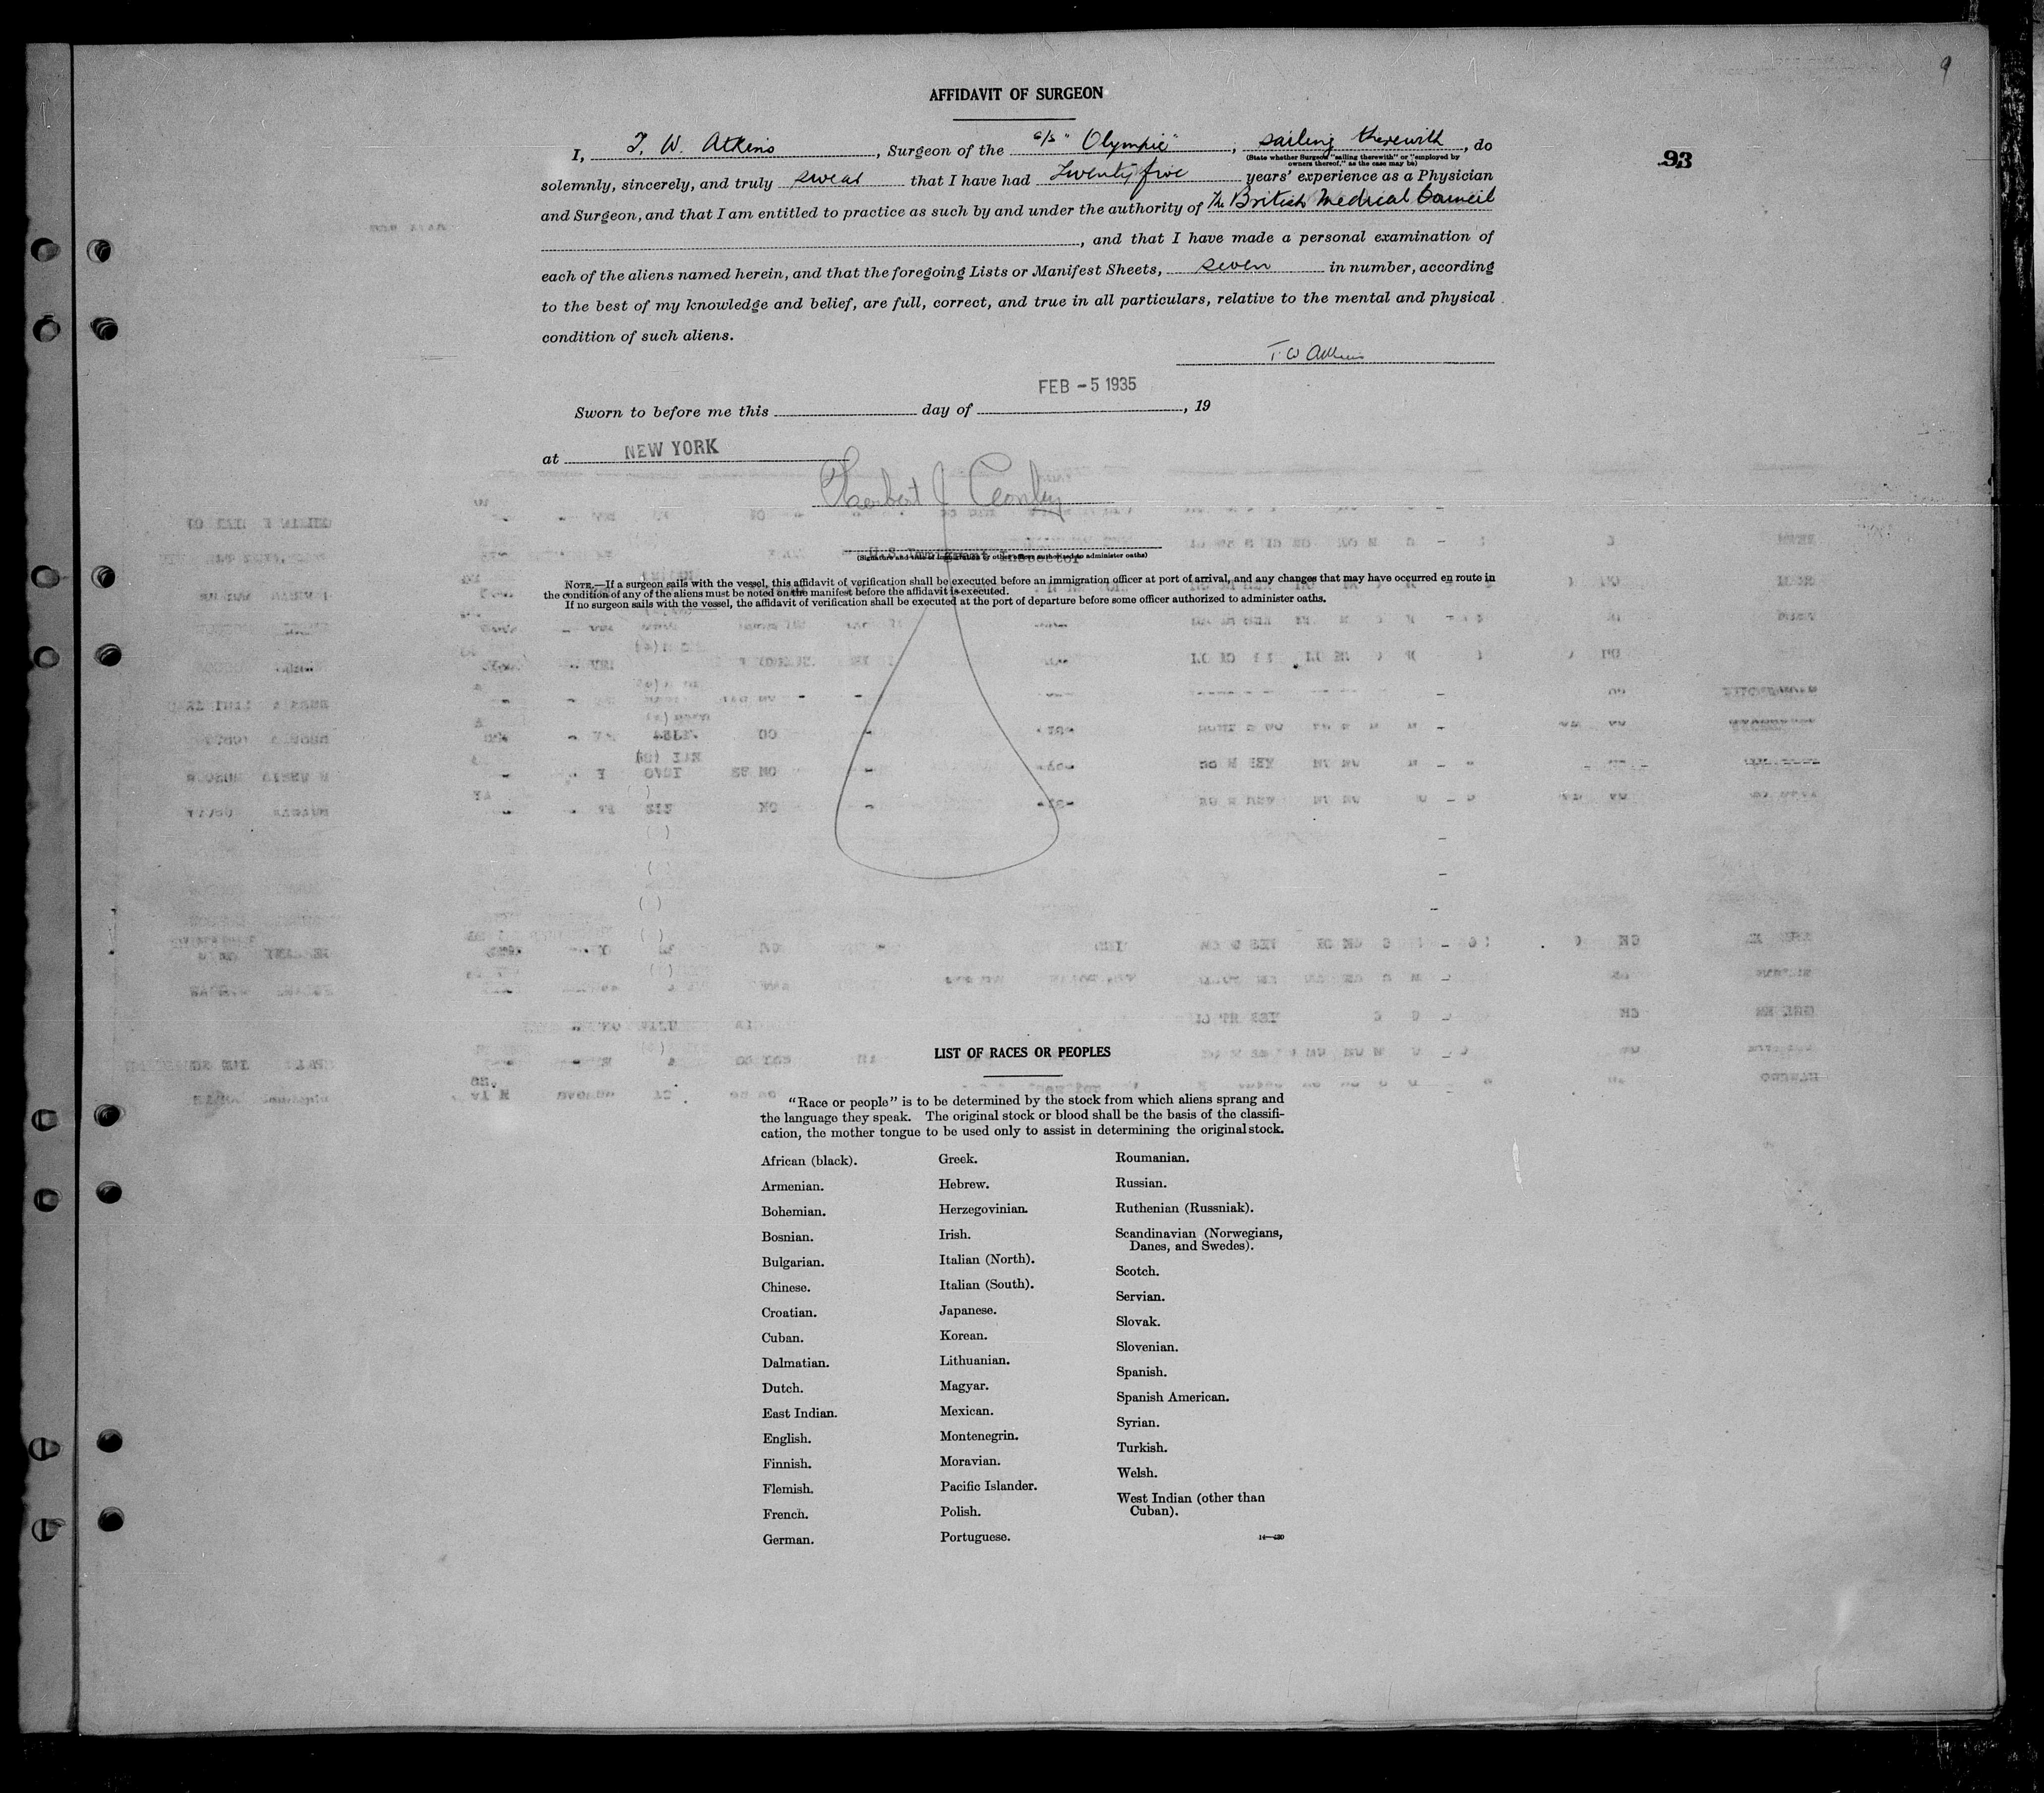 9
AFFIDAVIT OF SURGEON
I, T. W. Atkins, Surgeon of the s/s "Olympic", sailing therewith, do
(State whether Surgeon "sailing therewith" or "employed by
owners thereof," as the case may be)
93
solemnly, sincerely, and truly swear that I have had Twenty five years' experience as a Physician
and Surgeon, and that I am entitled to practice as such by and under the authority of The British Medical Council
, and that I have made a personal examination of
each of the aliens named herein, and that the foregoing Lists or Manifest Sheets, seven in number, according
to the best of my knowledge and belief, are full, correct, and true in all particulars, relative to the mental and physical
condition of such aliens.
T W Atkins
FEB - 5 1935
Sworn to before me this day of , 19
at NEW YORK
Herbert J
U.S. Immigrant Inspector
(Signature and title of immigration or other officer authorized to administer oaths)
NOTE.—If a surgeon sails with the vessel, this affidavit of verification shall be executed before an immigration officer at port of arrival, and any changes that may have occurred en route in
the condition of any of the aliens must be noted on the manifest before the affidavit is executed.
If no surgeon sails with the vessel, the affidavit of verification shall be executed at the port of departure before some officer authorized to administer oaths.
LIST OF RACES OR PEOPLES
"Race or people" is to be determined by the stock from which aliens sprang and
the language they speak. The original stock or blood shall be the basis of the classifi-
cation, the mother tongue to be used only to assist in determining the original stock.
African (black).
Armenian.
Bohemian.
Bosnian.
Bulgarian.
Chinese.
Croatian.
Cuban.
Dalmatian.
Dutch.
East Indian.
English.
Finnish.
Flemish.
French.
German.
Greek.
Hebrew.
Herzegovinian.
Irish.
Italian (North).
Italian (South).
Japanese.
Korean.
Lithuanian.
Magyar.
Mexican.
Montenegrin.
Moravian.
Pacific Islander.
Polish.
Portuguese.
Roumanian.
Russian.
Ruthenian (Russniak).
Scandinavian (Norwegians,
Danes, and Swedes).
Scotch.
Servian.
Slovak.
Slovenian.
Spanish.
Spanish American.
Syrian.
Turkish.
Welsh.
West Indian (other than
Cuban).